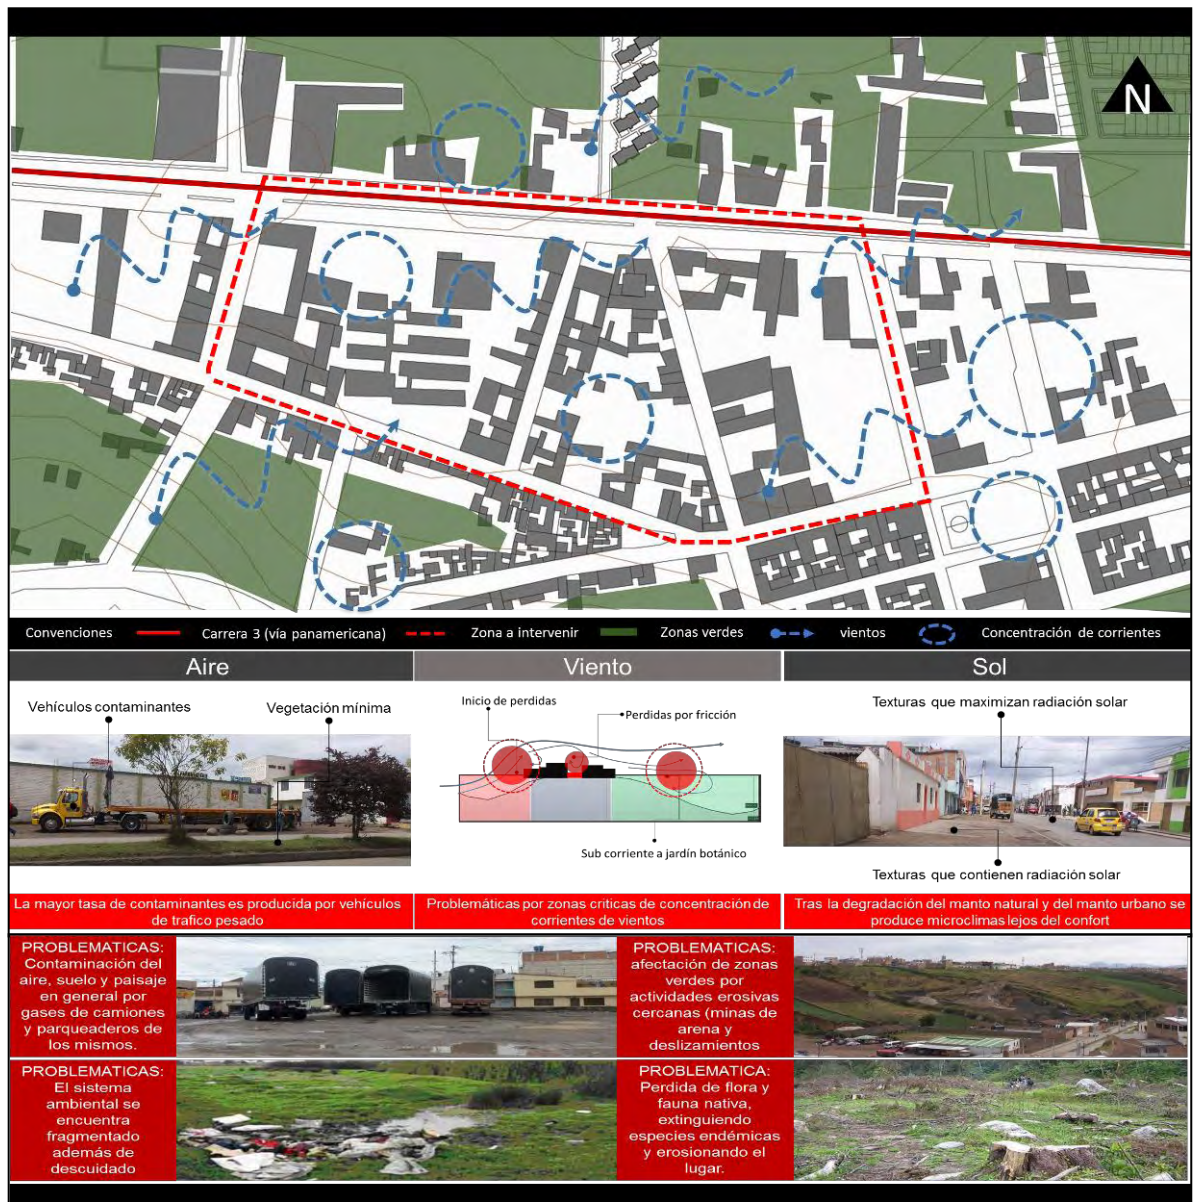 N
Convenciones
Carrera 3 (vía panamericana)
Zona a intervenir
Zonas verdes
vientos
Concentración de corrientes
Aire
Viento
Sol
Vehículos contaminantes
Vegetación mínima
Inicio de perdidas
Perdidas por fricción
Sub corriente a jardín botánico
Texturas que maximizan radiación solar
Texturas que contienen radiación solar
La mayor tasa de contaminantes es producida por vehículos
de trafico pesado
Problemáticas por zonas criticas de concentración de
corrientes de vientos
Tras la degradación del manto natural y del manto urbano se
produce microclimas lejos del confort
PROBLEMATICAS:
Contaminación del
aire, suelo y paisaje
en general por
gases de camiones
y parqueaderos de
los mismos.
PROBLEMATICAS:
afectación de zonas
verdes por
actividades erosivas
cercanas (minas de
arena y
deslizamientos
PROBLEMATICAS:
El sistema
ambiental se
encuentra
fragmentado
además de
descuidado
PROBLEMATICA:
Perdida de flora y
fauna nativa,
extinguiendo
especies endémicas
y erosionando el
lugar.